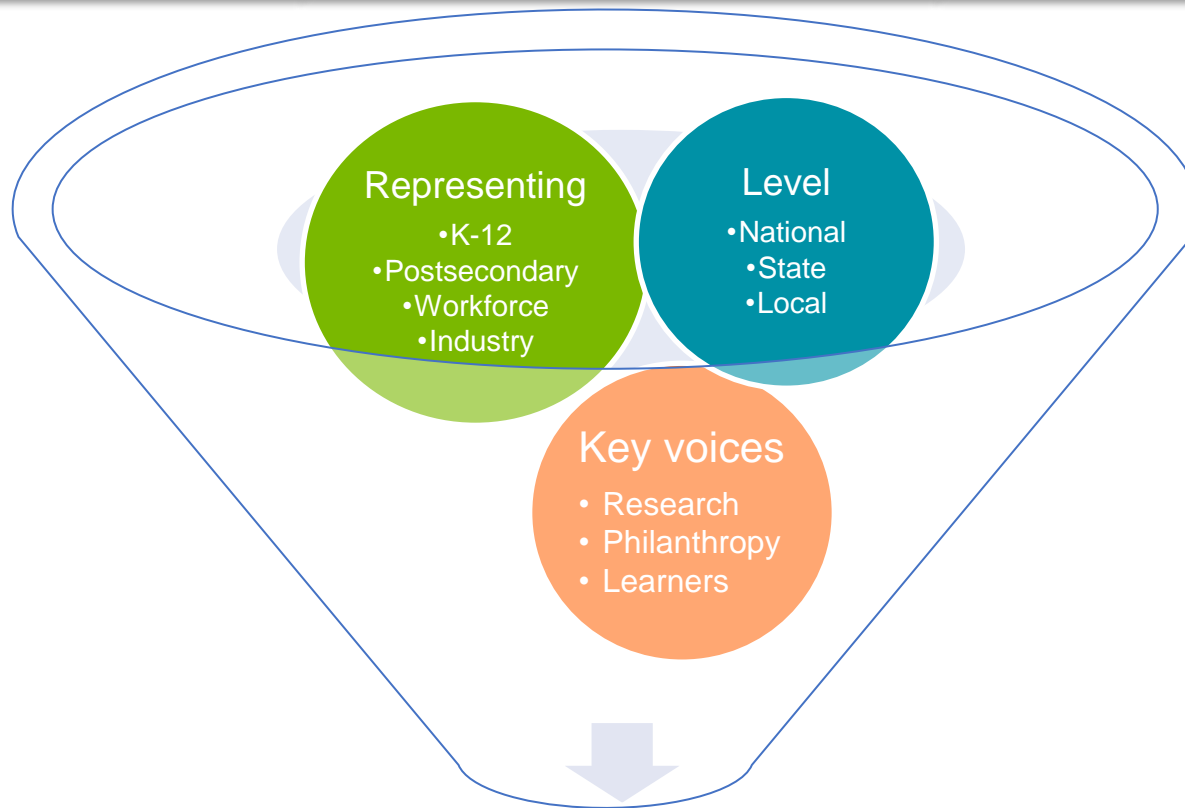 Representing
•K-12
•Postsecondary
•Workforce
•Industry
Level
•National
•State
•Local
Key voices
• Research
• Philanthropy
• Learners